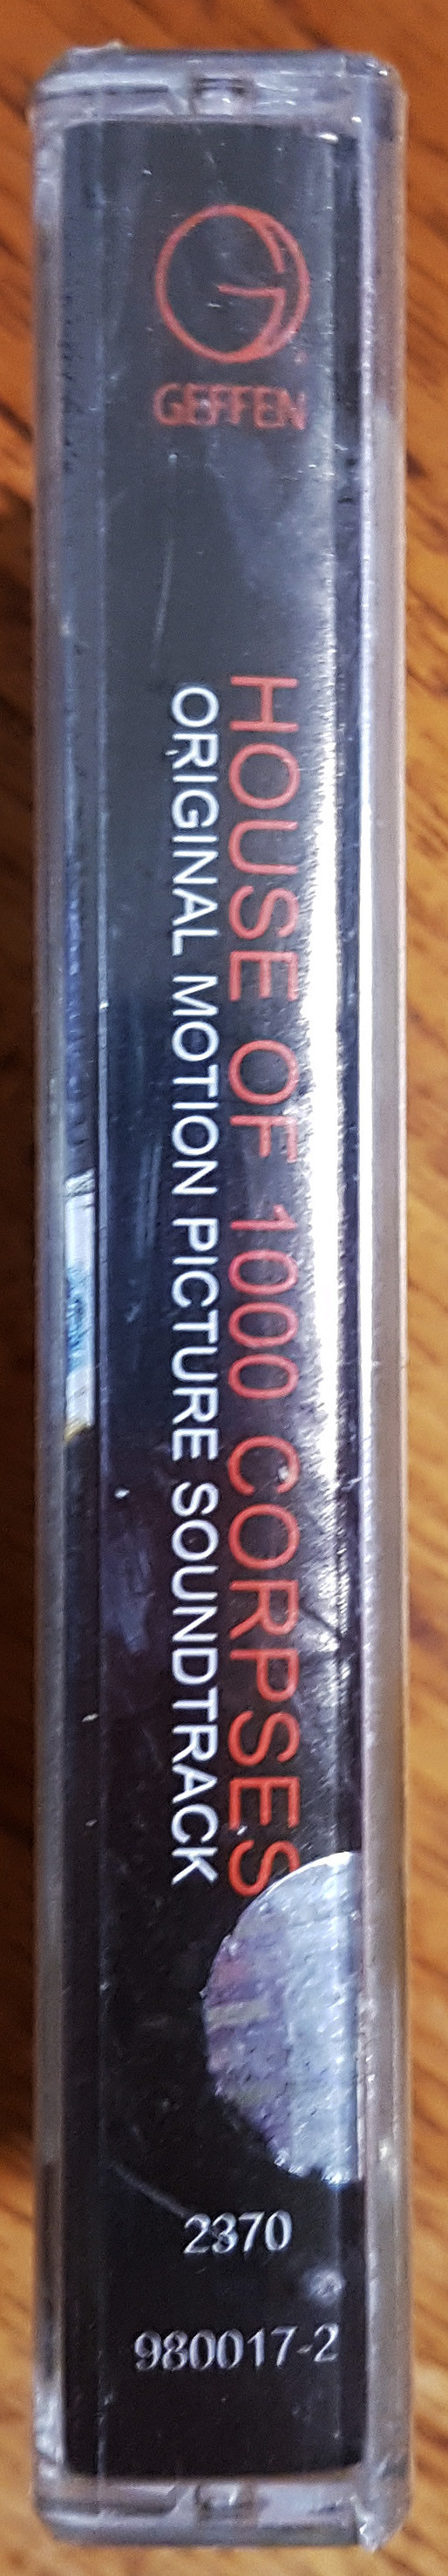 GEFFEN
HOUSE OF 1000 CORPSES
ORIGINAL MOTION PICTURE SOUNDTRACK
2370
980017-2